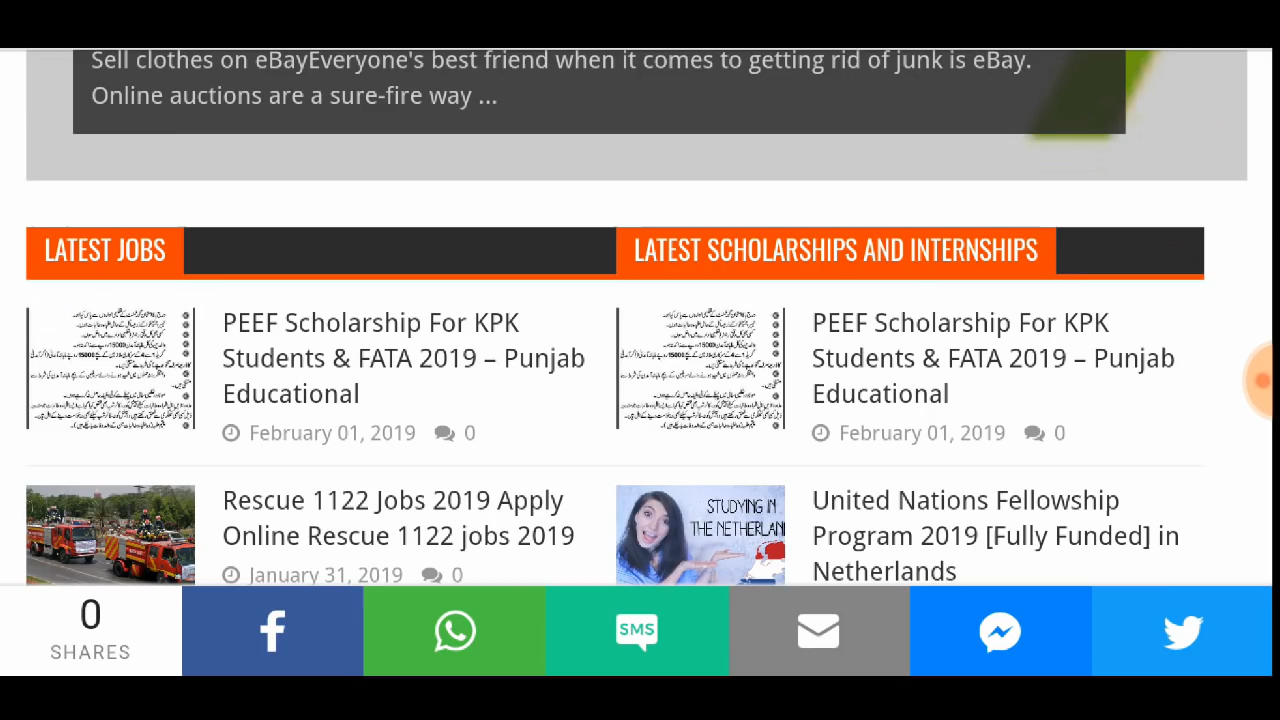 Sell clothes on eBayEveryone's best friend when it comes to getting rid of junk is eBay.
Online auctions are a sure-fire way ...
LATEST JOBS
LATEST SCHOLARSHIPS AND INTERNSHIPS
PEEF Scholarship For KPK
Students & FATA 2019 – Punjab
Educational
February 01, 2019 0
PEEF Scholarship For KPK
Students & FATA 2019 – Punjab
Educational
February 01, 2019 0
Rescue 1122 Jobs 2019 Apply
Online Rescue 1122 jobs 2019
January 31, 2019 0
STUDYING IN
THE NETHERLAN
United Nations Fellowship
Program 2019 [Fully Funded] in
Netherlands
0
SHARES
SMS